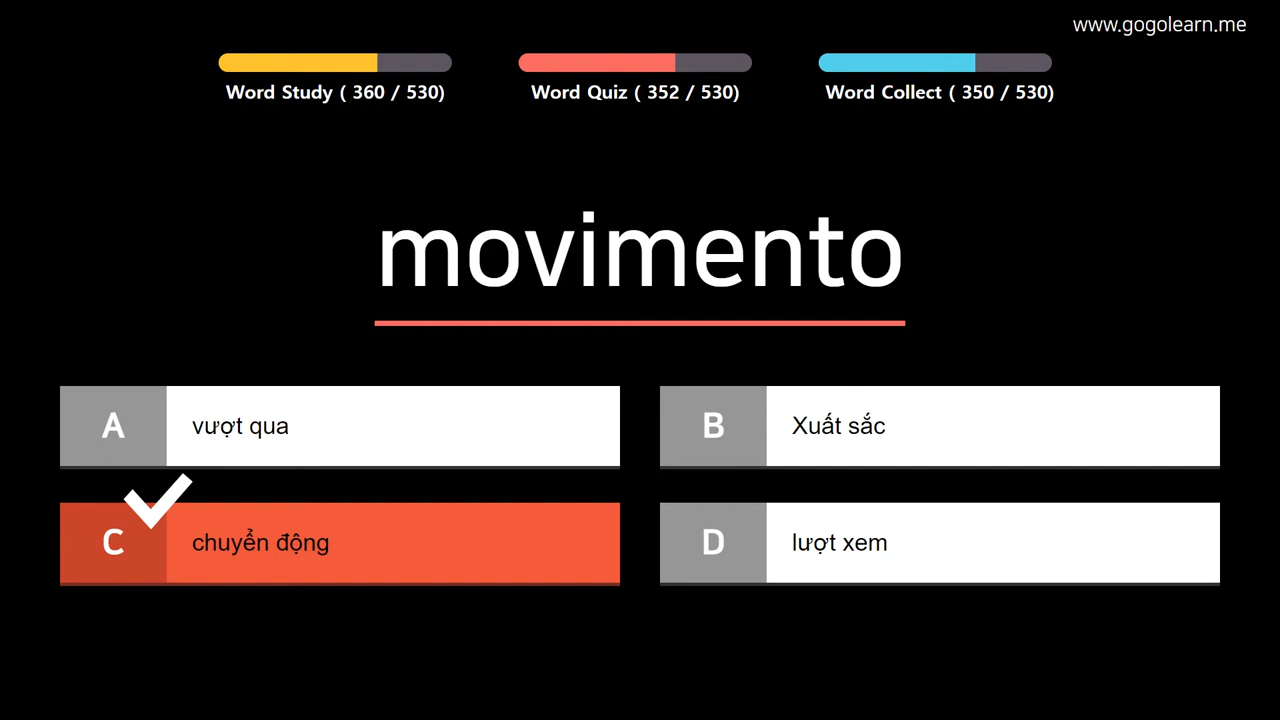 www.gogolearn.me
Word Study ( 360 / 530)
Word Quiz ( 352 / 530)
Word Collect ( 350 / 530)
movimento
A
vượt qua
B
Xuất sắc
C
chuyển động
D
lượt xem